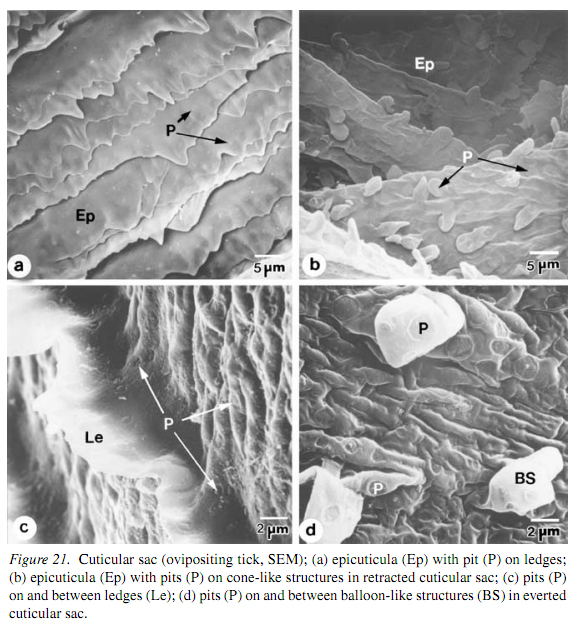 P
Ep
5 µm
a
Ep
P
5 µm
b
P
Le
2 µm
c
P
BS
P
2 µm
d
Figure 21. Cuticular sac (ovipositing tick, SEM); (a) epicuticula (Ep) with pit (P) on ledges;
(b) epicuticula (Ep) with pits (P) on cone-like structures in retracted cuticular sac; (c) pits (P)
on and between ledges (Le); (d) pits (P) on and between balloon-like structures (BS) in everted
cuticular sac.